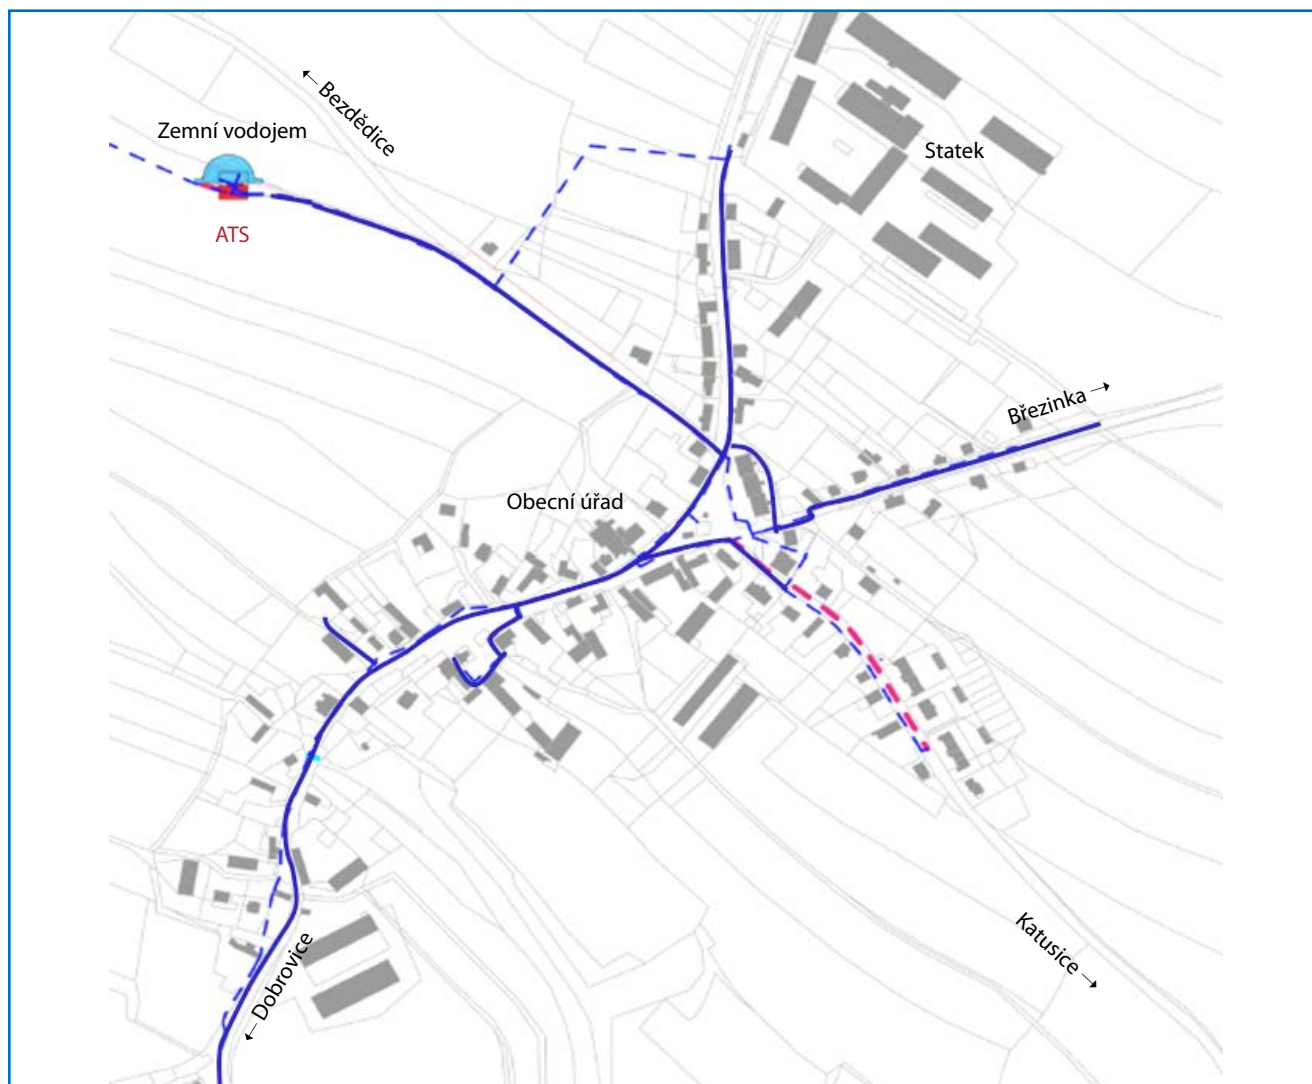 ← Bezdědice
Zemní vodojem
Statek
ATS
Březinka →
Obecní úřad
Katusice →
← Dobrovice